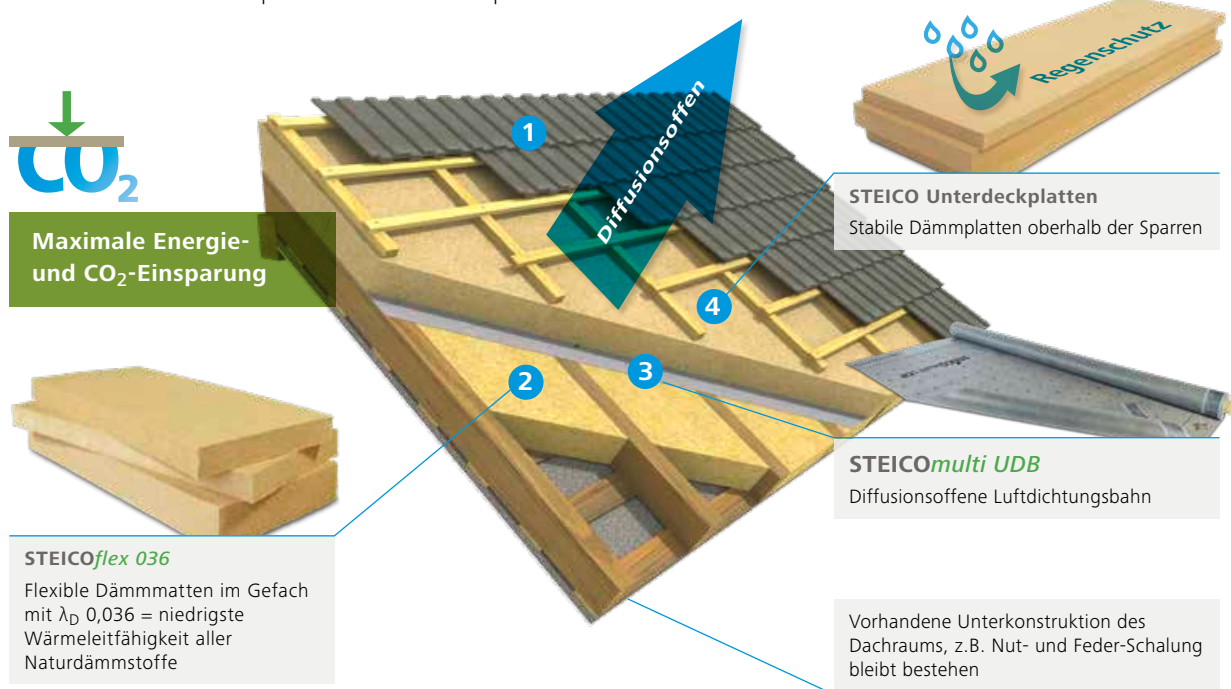 CO2
Maximale Energie-
und CO2-Einsparung
Diffusionsoffen
Regenschutz
1
2
3
4
STEICO Unterdeckplatten
Stabile Dämmplatten oberhalb der Sparren
STEICOmulti UDB
Diffusionsoffene Luftdichtungsbahn
STEICOflex 036
Flexible Dämmmatten im Gefach
mit λD 0,036 = niedrigste
Wärmeleitfähigkeit aller
Naturdämmstoffe
Vorhandene Unterkonstruktion des
Dachraums, z.B. Nut- und Feder-Schalung
bleibt bestehen